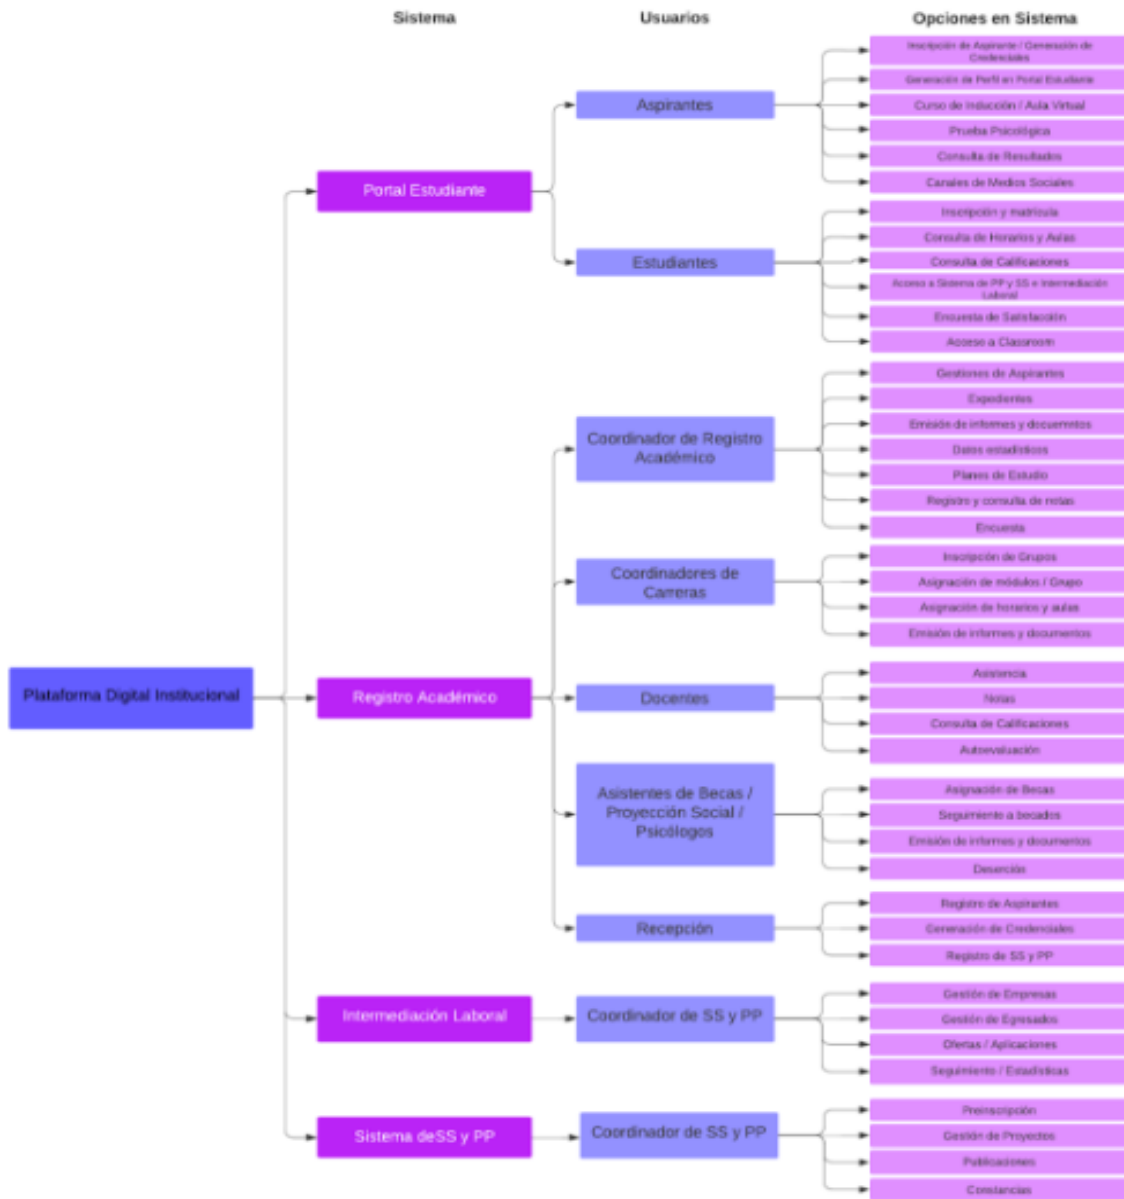 Sistema
Usuarios
Opciones en Sistema
Plataforma Digital Institucional
Portal Estudiante
Aspirantes
Inscripción de Aspirante / Generación de
Credenciales
Generación de Perfil en Portal Estudiante
Curso de Inducción / Aula Virtual
Prueba Psicológica
Consulta de Resultados
Canales de Medios Sociales
Estudiantes
Inscripción y matrícula
Consulta de Horarios y Aulas
Consulta de Calificaciones
Acceso a Sistema de PP y SS e Intermediación
Laboral
Encuesta de Satisfacción
Acceso a Classroom
Registro Académico
Coordinador de Registro
Académico
Gestiones de Aspirantes
Expedientes
Emisión de informes y docuemntos
Datos estadísticos
Planes de Estudio
Registro y consulta de notas
Encuesta
Coordinadores de
Carreras
Inscripción de Grupos
Asignación de módulos / Grupo
Asignación de horarios y aulas
Emisión de informes y documentos
Docentes
Asistencia
Notas
Consulta de Calificaciones
Autoevaluación
Asistentes de Becas /
Proyección Social /
Psicólogos
Asignación de Becas
Seguimiento a becados
Emisión de informes y documentos
Deserción
Recepción
Registro de Aspirantes
Generación de Credenciales
Registro de SS y PP
Intermediación Laboral
Coordinador de SS y PP
Gestión de Empresas
Gestión de Egresados
Ofertas / Aplicaciones
Seguimiento / Estadísticas
Sistema deSS y PP
Coordinador de SS y PP
Preinscripción
Gestión de Proyectos
Publicaciones
Constancias